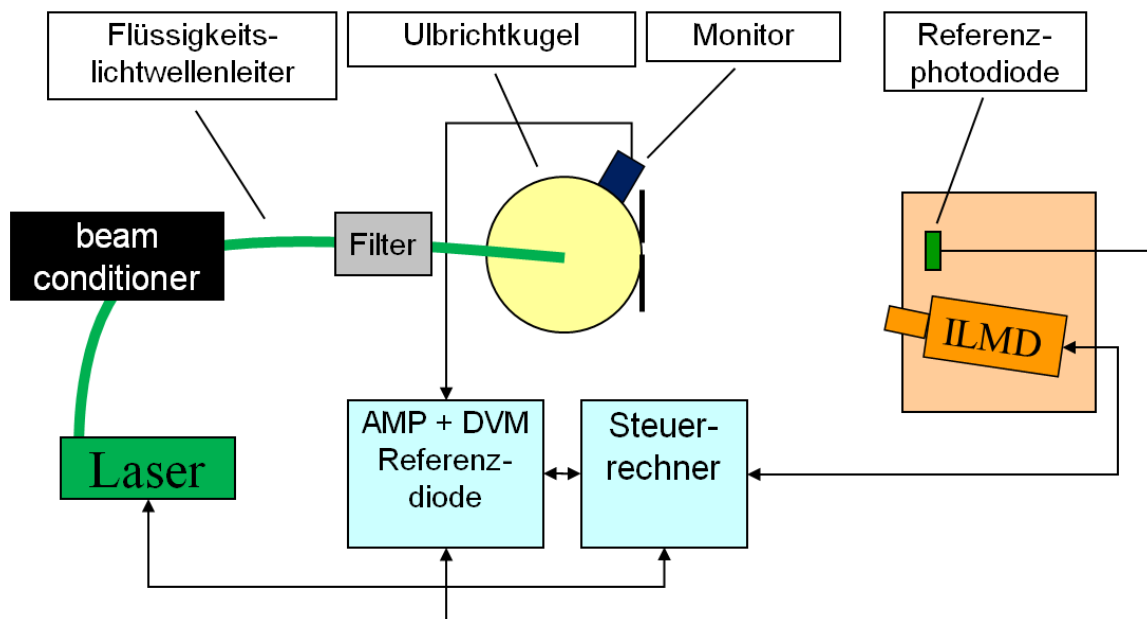 Flüssigkeits-
lichtwellenleiter
Ulbrichtkugel
Monitor
Referenz-
photodiode
beam
conditioner
Filter
ILMD
Laser
AMP + DVM
Referenz-
diode
Steuer-
rechner